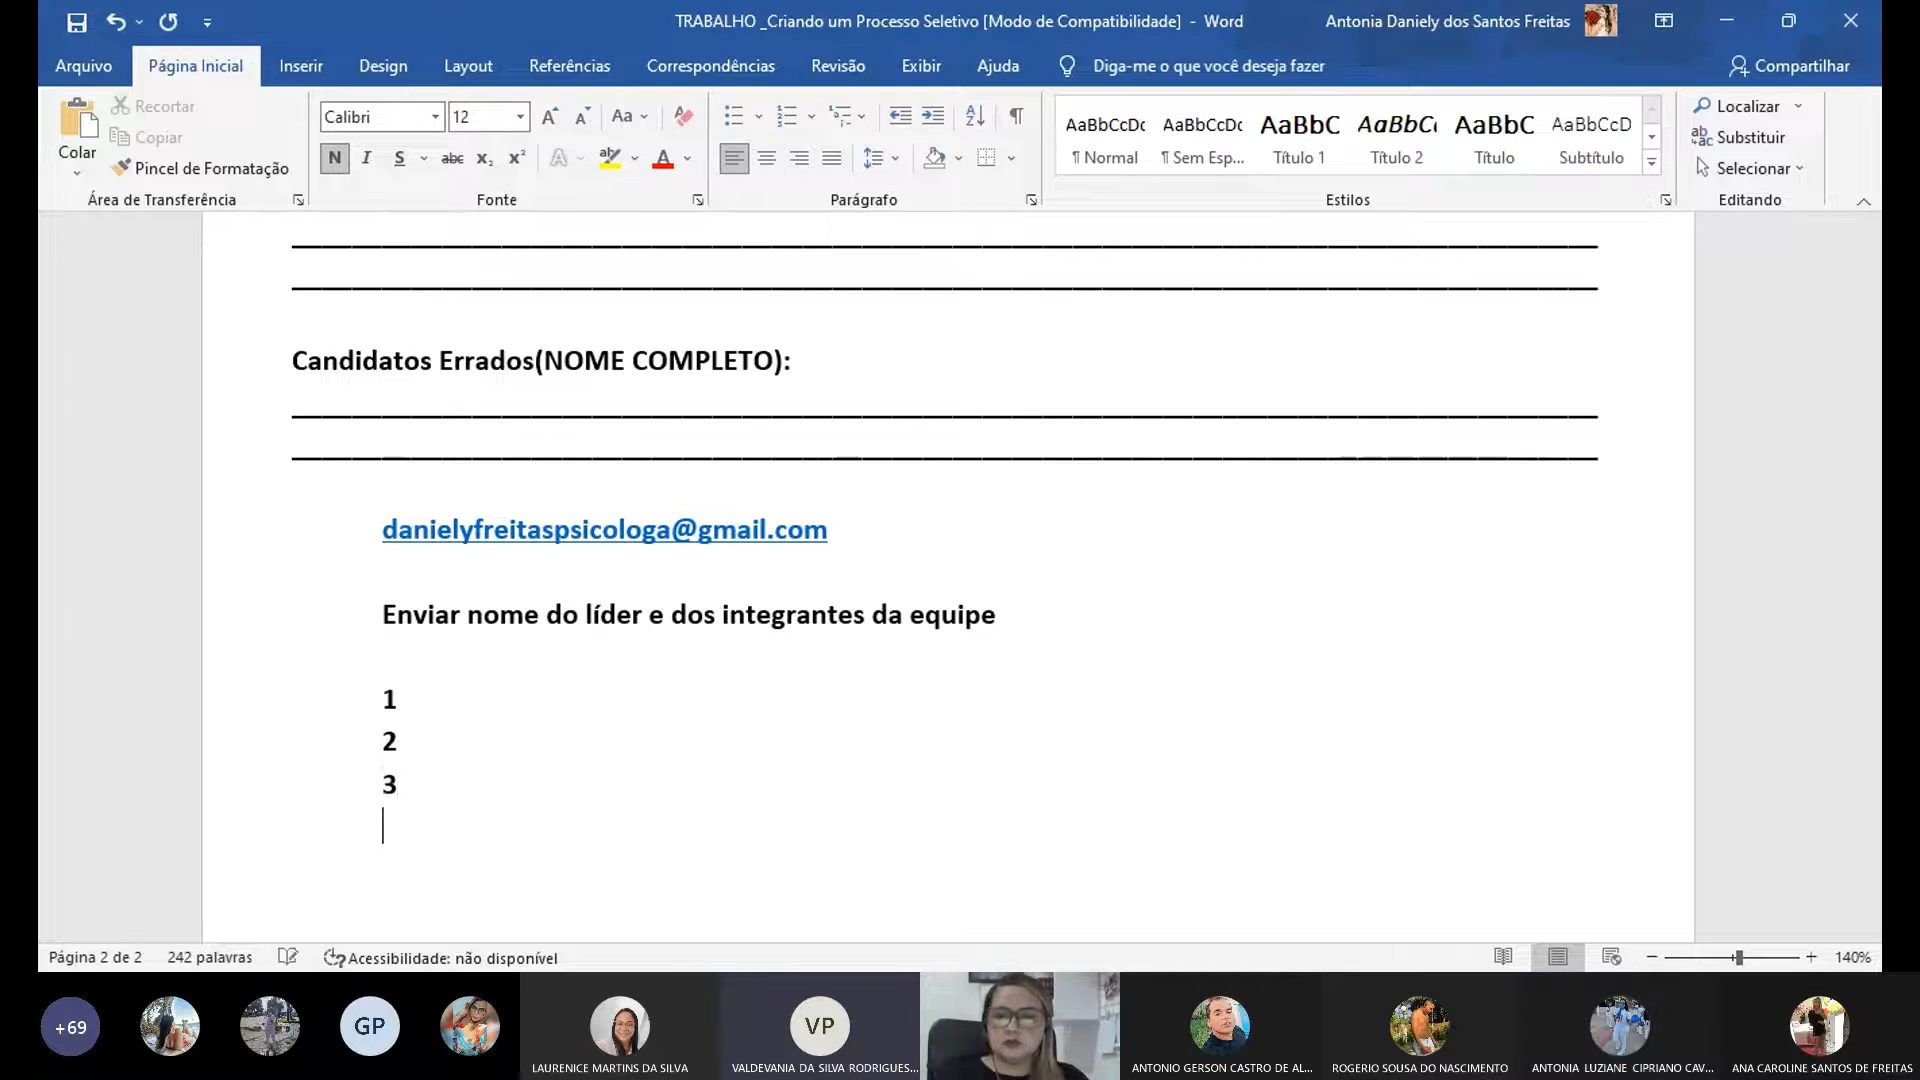 TRABALHO _Criando um Processo Seletivo [Modo de Compatibilidade] - Word
Antonia Daniely dos Santos Freitas
Arquivo
Página Inicial
Inserir
Design
Layout
Referências
Correspondências
Revisão
Exibir
Ajuda
Diga-me o que você deseja fazer
Compartilhar
Colar
Recortar
Copiar
Pincel de Formatação
Área de Transferência
Calibri
12
Aa
N I S abc x₂ x² A aby A
Fonte
Parágrafo
AaBbCcDc
¶ Normal
AaBbCcDc
¶ Sem Esp...
AaBbC
Título 1
AaBbC
Título 2
AaBbC
Título
AaBbCcD
Subtítulo
Estilos
Localizar
Substituir
Selecionar
Editando
Candidatos Errados(NOME COMPLETO):
danielyfreitaspsicologa@gmail.com
Enviar nome do líder e dos integrantes da equipe
1
2
3
Página 2 de 2
242 palavras
Acessibilidade: não disponível
140%
+69
GP
LAURENICE MARTINS DA SILVA
VP
VALDEVANIA DA SILVA RODRIGUES...
ANTONIO GERSON CASTRO DE AL...
ROGERIO SOUSA DO NASCIMENTO
ANTONIA LUZIANE CIPRIANO CAV...
ANA CAROLINE SANTOS DE FREITAS